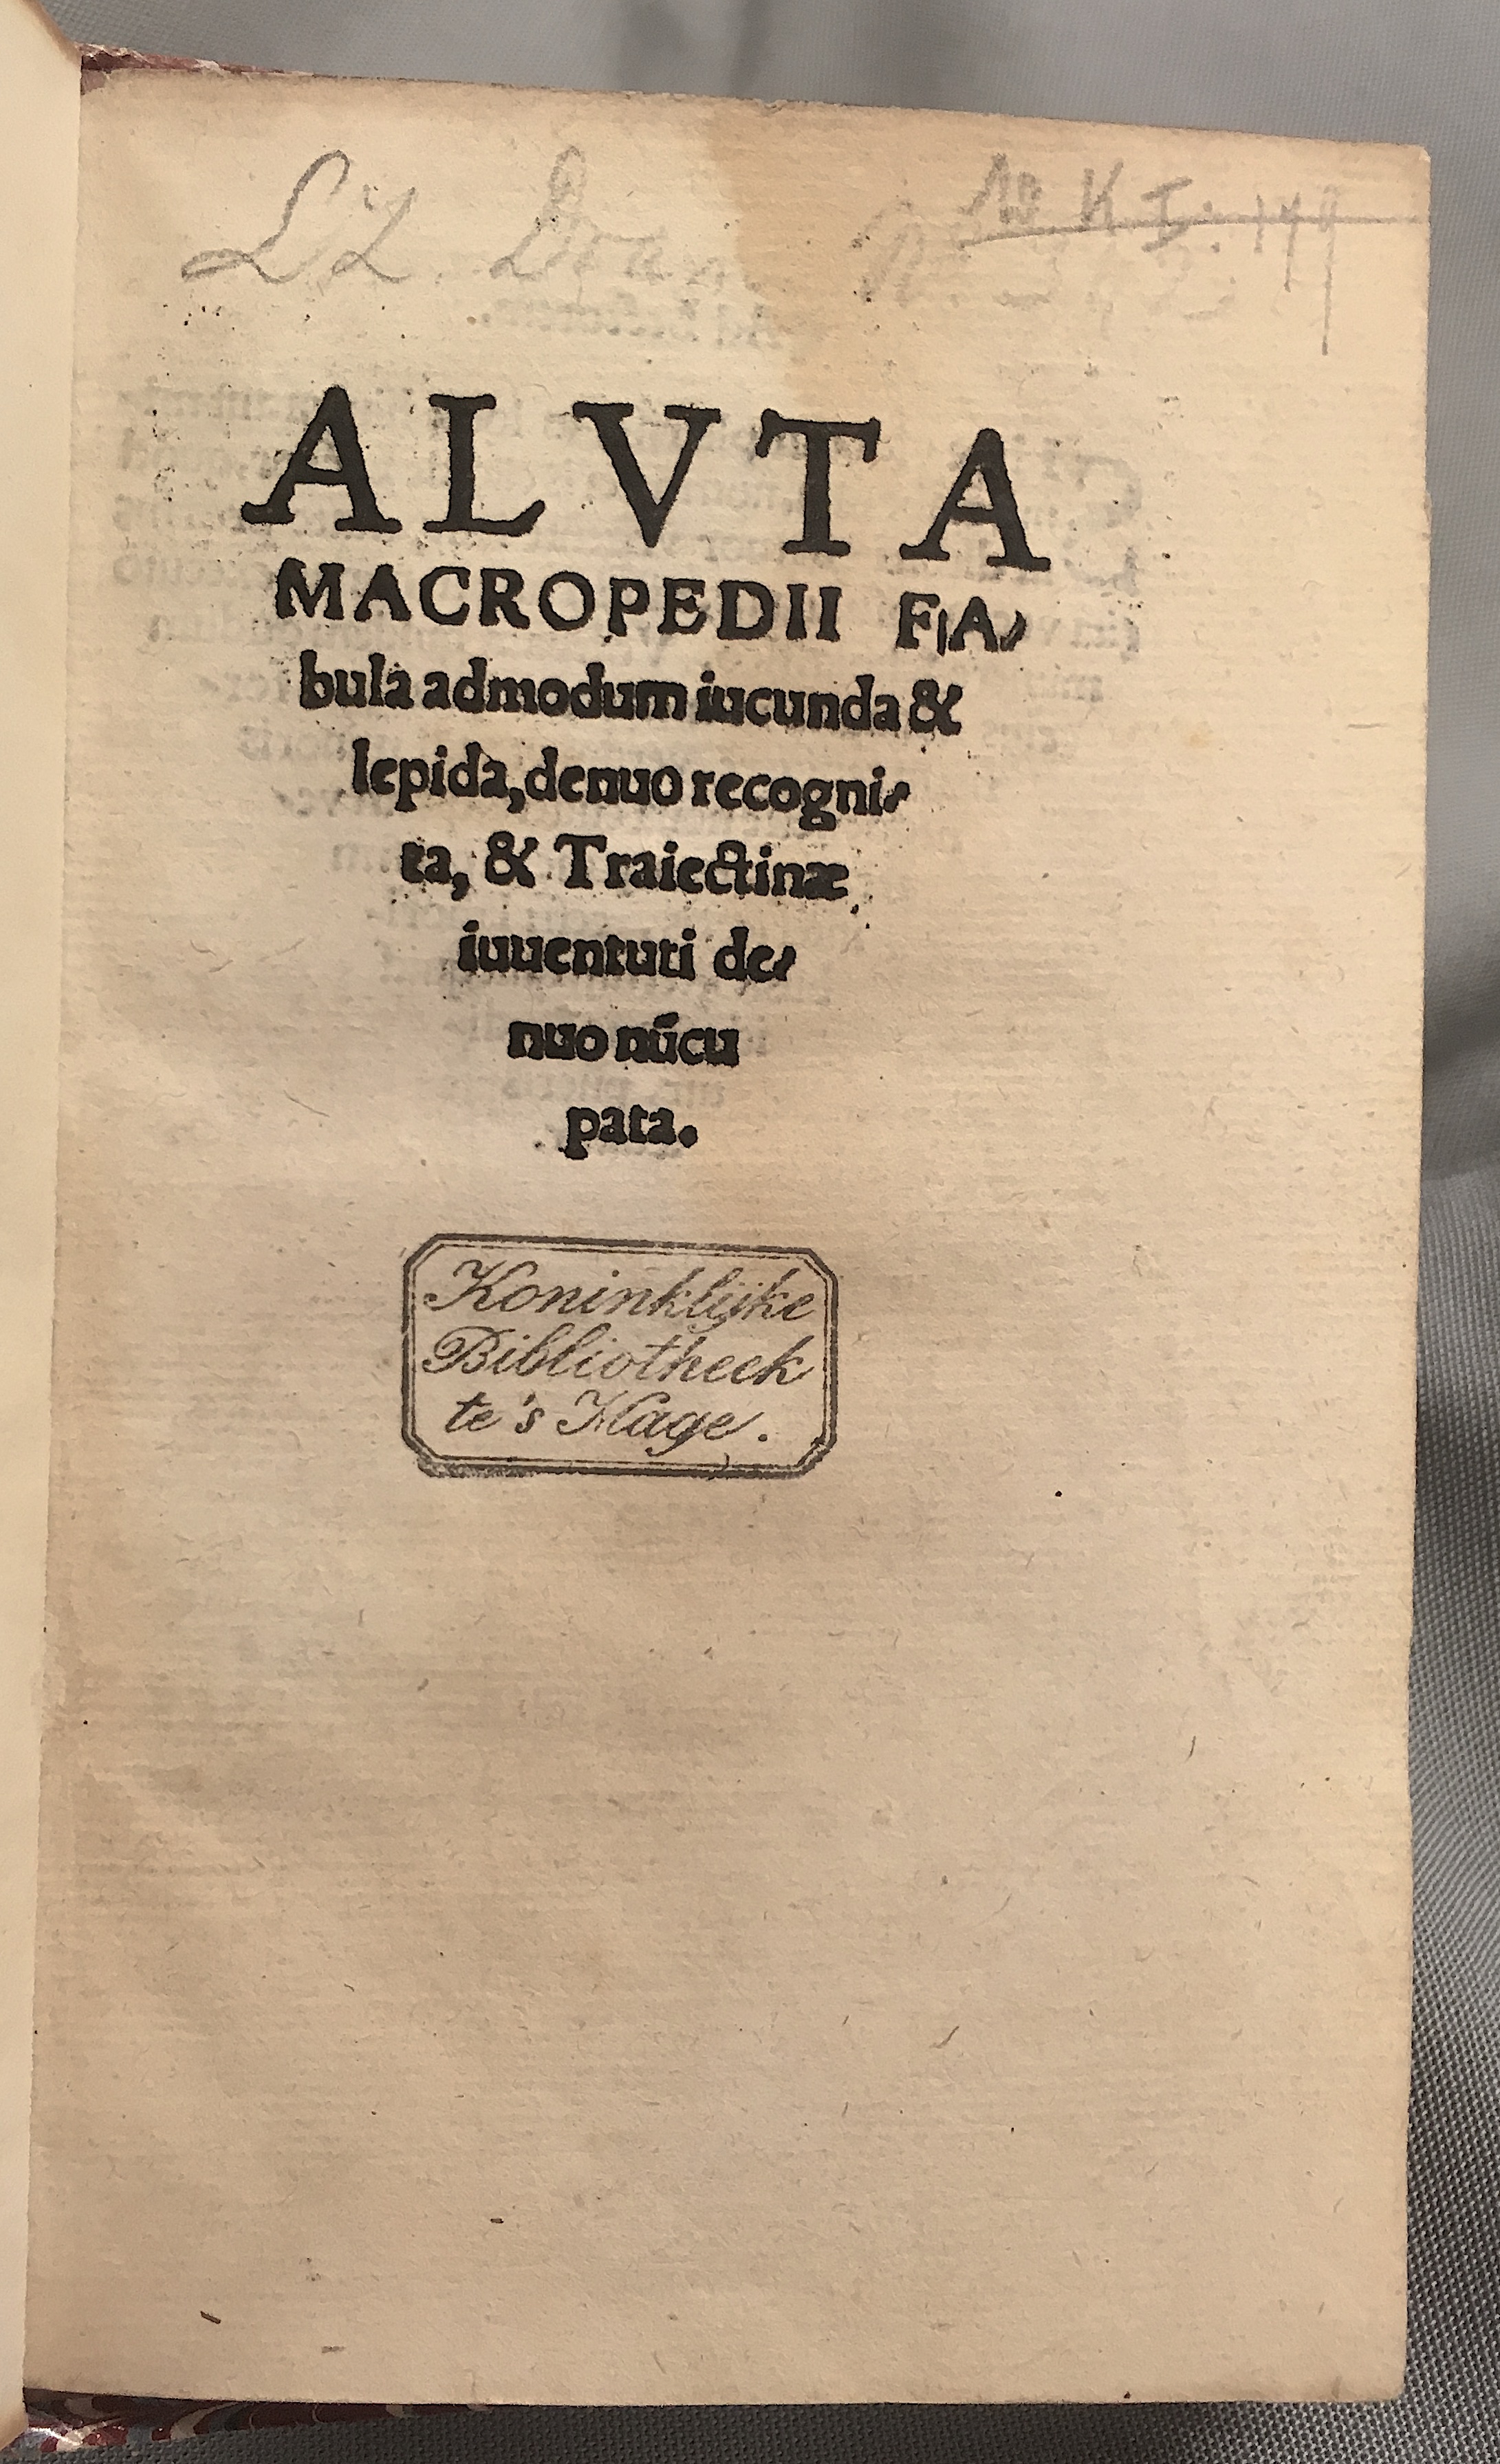 ALVTA
MACROPEDII FA⸗
bula admodum iucunda &
lepida, denuo recogni⸗
ta, & Traiectinæ
iuuentuti de⸗
nuo nūcu
pata.
Koninklijke
Bibliotheek
te 's Hage.